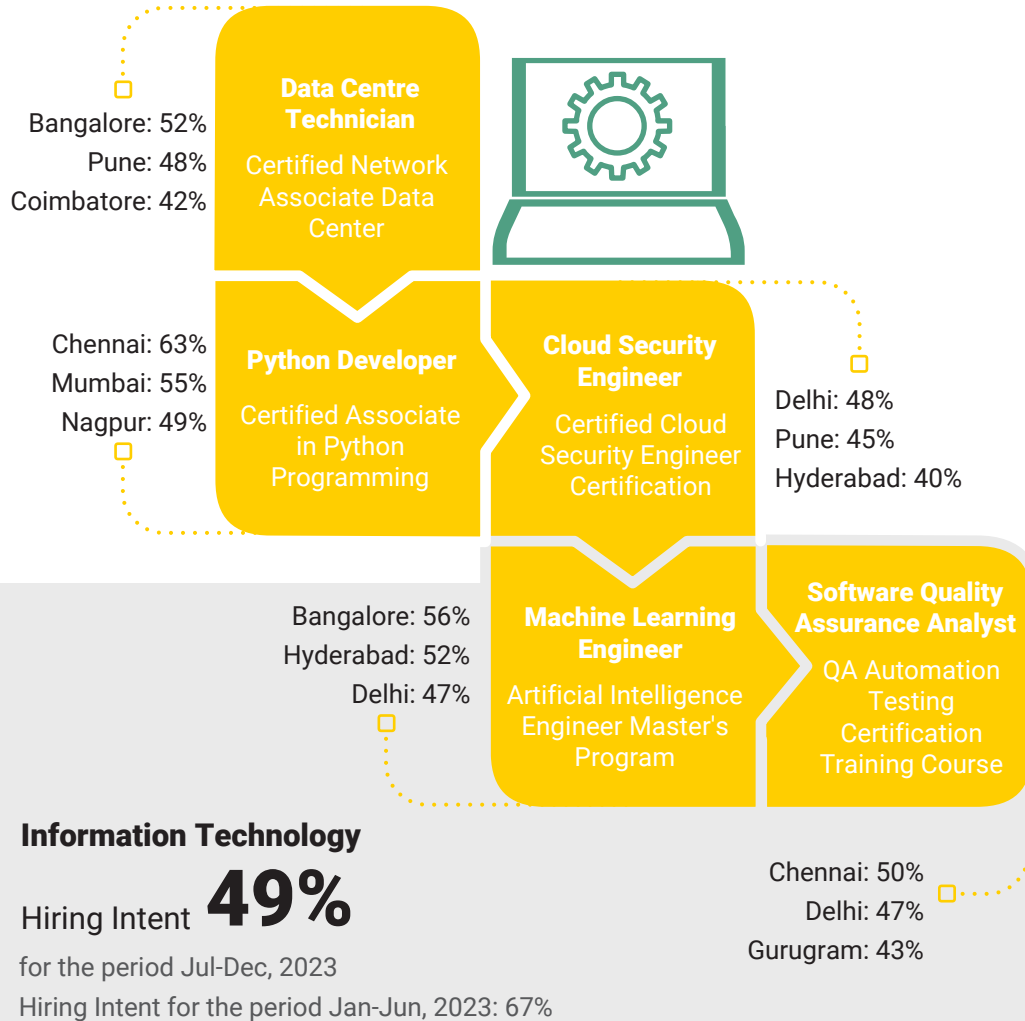 Data Centre
Technician
Certified Network
Associate Data
Center
Bangalore: 52%
Pune: 48%
Coimbatore: 42%
Python Developer
Certified Associate
in Python
Programming
Chennai: 63%
Mumbai: 55%
Nagpur: 49%
Cloud Security
Engineer
Certified Cloud
Security Engineer
Certification
Delhi: 48%
Pune: 45%
Hyderabad: 40%
Machine Learning
Engineer
Artificial Intelligence
Engineer Master's
Program
Bangalore: 56%
Hyderabad: 52%
Delhi: 47%
Software Quality
Assurance Analyst
QA Automation
Testing
Certification
Training Course
Chennai: 50%
Delhi: 47%
Gurugram: 43%
Information Technology
Hiring Intent 49%
for the period Jul-Dec, 2023
Hiring Intent for the period Jan-Jun, 2023: 67%